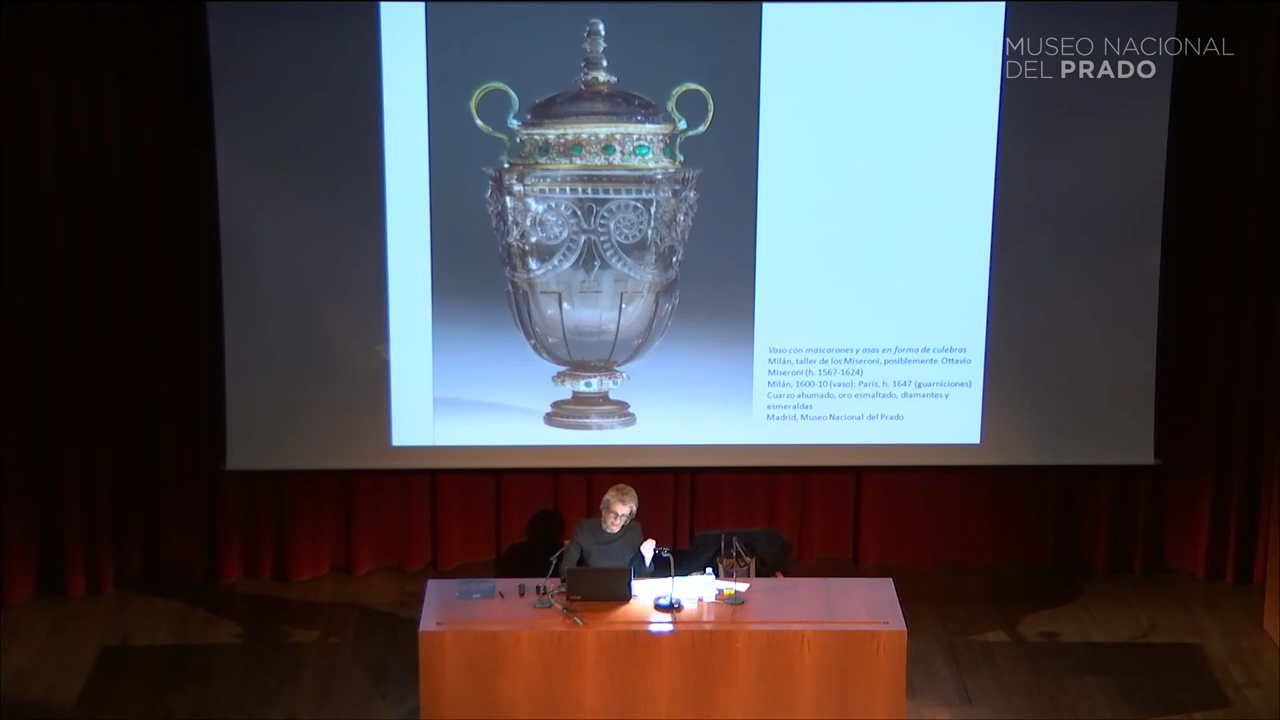 MUSEO NACIONAL
DEL PRADO
Vaso con mascarones y asas en forma de culebras
Milán, taller de los Miseroni, posiblemente Ottavio
Miseroni (h. 1567-1624)
Milán, 1600-10 (vaso); París, h. 1647 (guarniciones)
Cuarzo ahumado, oro esmaltado, diamantes y
esmeraldas
Madrid, Museo Nacional del Prado